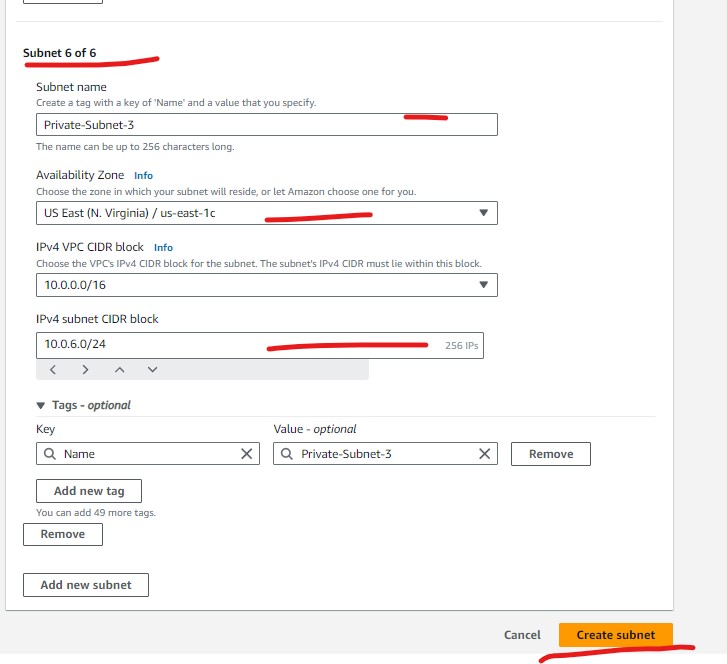 Subnet 6 of 6
Subnet name
Create a tag with a key of 'Name' and a value that you specify.
Private-Subnet-3
The name can be up to 256 characters long.
Availability Zone Info
Choose the zone in which your subnet will reside, or let Amazon choose one for you.
US East (N. Virginia) / us-east-1c
IPv4 VPC CIDR block Info
Choose the VPC's IPv4 CIDR block for the subnet. The subnet's IPv4 CIDR must lie within this block.
10.0.0.0/16
IPv4 subnet CIDR block
10.0.6.0/24 256 IPs
Tags - optional
Key Value - optional
Name Private-Subnet-3 Remove
Add new tag
You can add 49 more tags.
Remove
Add new subnet
Cancel Create subnet